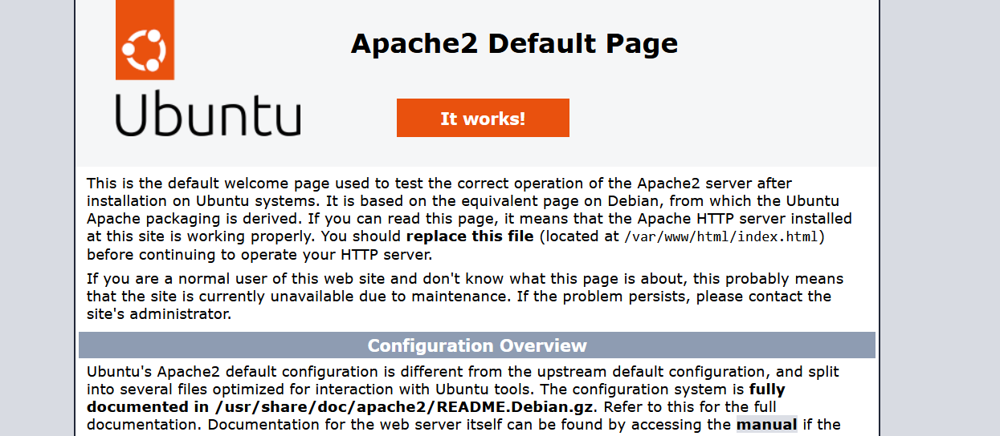 Apache2 Default Page
Ubuntu
It works!
This is the default welcome page used to test the correct operation of the Apache2 server after
installation on Ubuntu systems. It is based on the equivalent page on Debian, from which the Ubuntu
Apache packaging is derived. If you can read this page, it means that the Apache HTTP server installed
at this site is working properly. You should replace this file (located at /var/www/html/index.html)
before continuing to operate your HTTP server.
If you are a normal user of this web site and don't know what this page is about, this probably means
that the site is currently unavailable due to maintenance. If the problem persists, please contact the
site's administrator.
Configuration Overview
Ubuntu's Apache2 default configuration is different from the upstream default configuration, and split
into several files optimized for interaction with Ubuntu tools. The configuration system is fully
documented in /usr/share/doc/apache2/README.Debian.gz. Refer to this for the full
documentation. Documentation for the web server itself can be found by accessing the manual if the